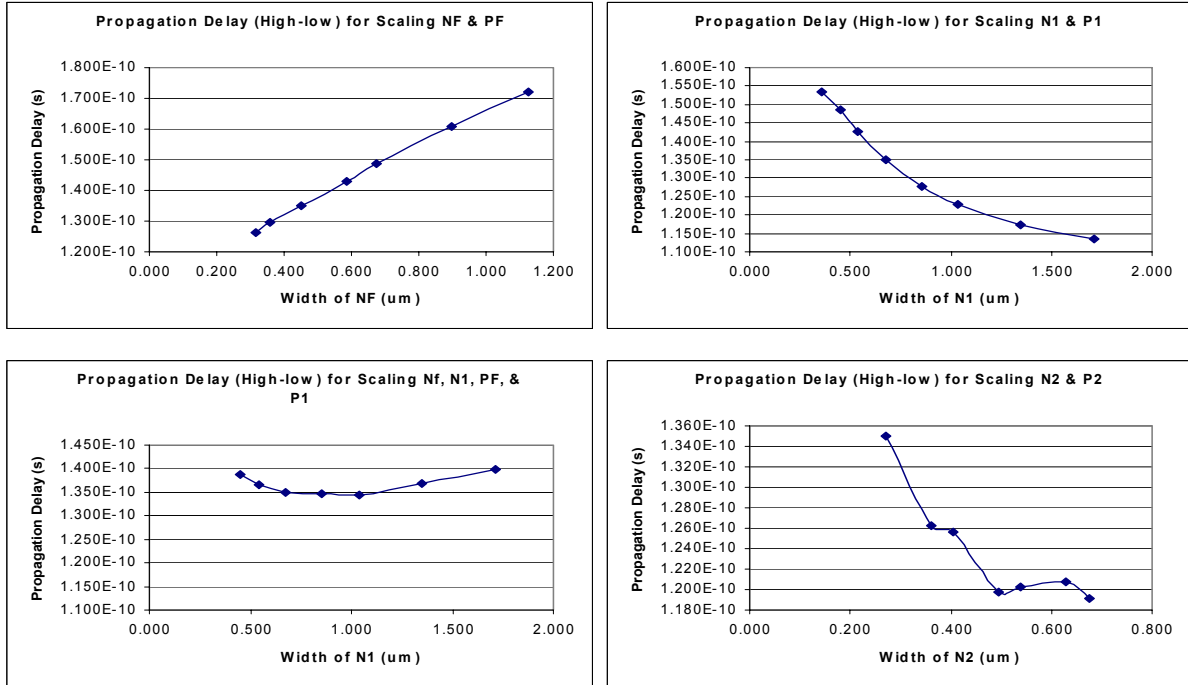 Propagation Delay (High-low) for Scaling NF & PF
Propagation Delay (s)
1.800E-10
1.700E-10
1.600E-10
1.500E-10
1.400E-10
1.300E-10
1.200E-10
0.000 0.200 0.400 0.600 0.800 1.000 1.200
Width of NF (um)
Propagation Delay (High-low) for Scaling N1 & P1
Propagation Delay (s)
1.600E-10
1.550E-10
1.500E-10
1.450E-10
1.400E-10
1.350E-10
1.300E-10
1.250E-10
1.200E-10
1.150E-10
1.100E-10
0.000 0.500 1.000 1.500 2.000
Width of N1 (um)
Propagation Delay (High-low) for Scaling Nf, N1, PF, &
P1
Propagation Delay (s)
1.450E-10
1.400E-10
1.350E-10
1.300E-10
1.250E-10
1.200E-10
1.150E-10
1.100E-10
0.000 0.500 1.000 1.500 2.000
Width of N1 (um)
Propagation Delay (High-low) for Scaling N2 & P2
Propagation Delay (s)
1.360E-10
1.340E-10
1.320E-10
1.300E-10
1.280E-10
1.260E-10
1.240E-10
1.220E-10
1.200E-10
1.180E-10
0.000 0.200 0.400 0.600 0.800
Width of N2 (um)